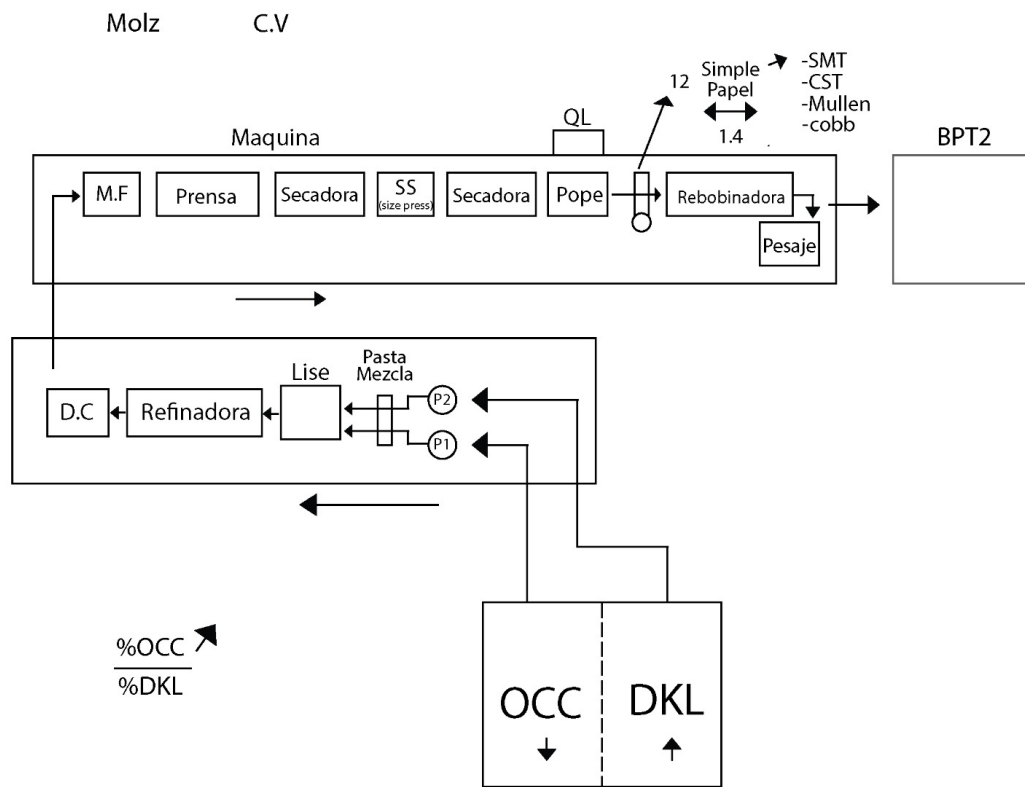 Molz
C.V
12
Simple
Papel
1.4
-SMT
-CST
-Mullen
-cobb
Maquina
QL
BPT2
M.F
Prensa
Secadora
SS
(size press)
Secadora
Pope
Rebobinadora
Pesaje
Lise
Pasta
Mezcla
D.C
Refinadora
P2
P1
%OCC
%DKL
OCC
DKL